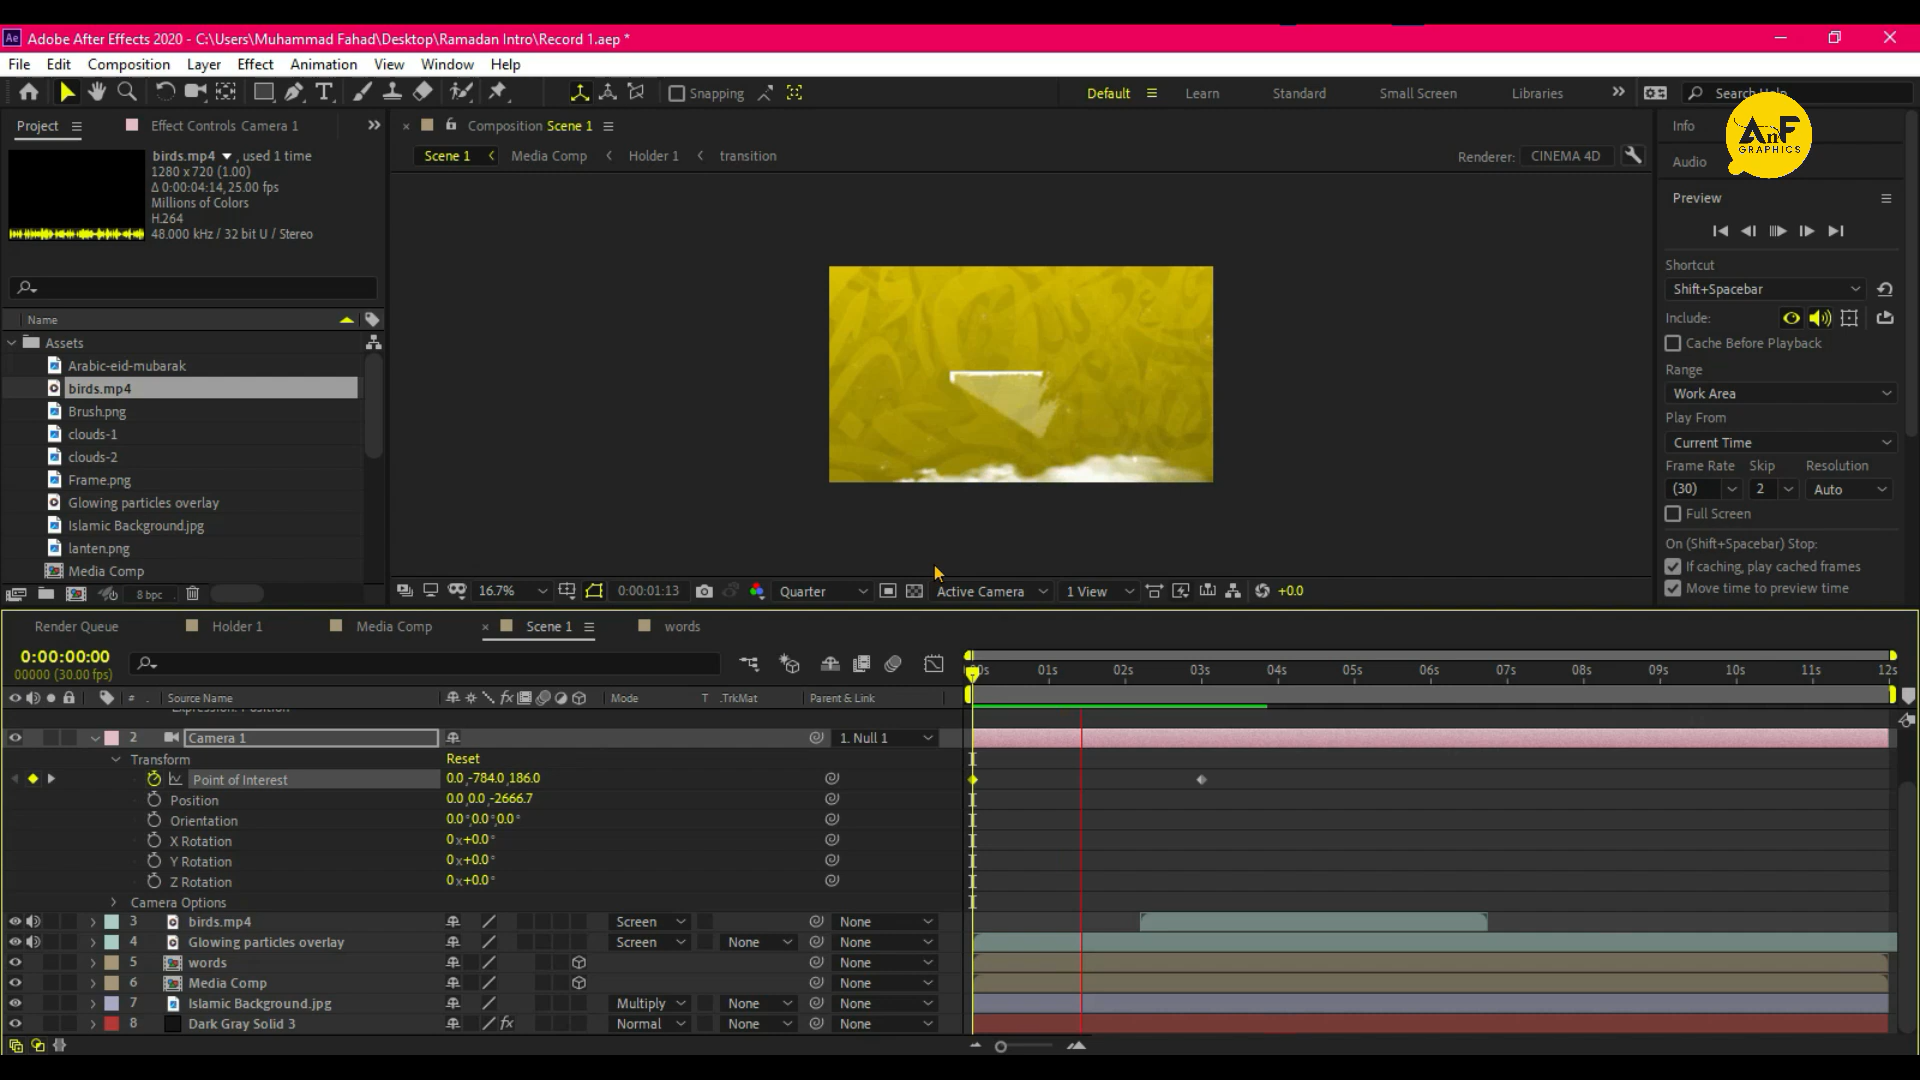 Adobe After Effects 2020 - C:\Users\Muhammad Fahad\Desktop\Ramadan Intro\Record 1.aep *
File Edit Composition Layer Effect Animation View Window Help
Snapping Default Learn Standard Small Screen Libraries Search Help
AnF
GRAPHICS
Project Effect Controls Camera 1
Composition Scene 1
Info
Scene 1 Media Comp Holder 1 transition
Renderer: CINEMA 4D
Audio
birds.mp4 , used 1 time
1280 x 720 (1.00)
Δ 0:00:04:14, 25.00 fps
Millions of Colors
H.264
48.000 kHz / 32 bit U / Stereo
Preview
Shortcut
Shift+Spacebar
Include:
Cache Before Playback
Range
Work Area
Play From
Current Time
Frame Rate Skip Resolution
(30) 2 Auto
Full Screen
On (Shift+Spacebar) Stop:
If caching, play cached frames
Move time to preview time
Name
Assets
Arabic-eid-mubarak
birds.mp4
Brush.png
clouds-1
clouds-2
Frame.png
Glowing particles overlay
Islamic Background.jpg
lanten.png
Media Comp
8 bpc
16.7% 0:00:01:13 Quarter Active Camera 1 View +0.0
Render Queue Holder 1 Media Comp Scene 1 words
0:00:00:00
00000 (30.00 fps)
00s 01s 02s 03s 04s 05s 06s 07s 08s 09s 10s 11s 12s
# Source Name Mode T .TrkMat Parent & Link
Expression: Position
2 Camera 1 1. Null 1
Transform Reset
Point of Interest 0.0,-784.0,186.0
Position 0.0,0.0,-2666.7
Orientation 0.0°,0.0°,0.0°
X Rotation 0x+0.0°
Y Rotation 0x+0.0°
Z Rotation 0x+0.0°
Camera Options
3 birds.mp4 Screen None
4 Glowing particles overlay Screen None None
5 words None
6 Media Comp None
7 Islamic Background.jpg Multiply None None
8 Dark Gray Solid 3 Normal None None